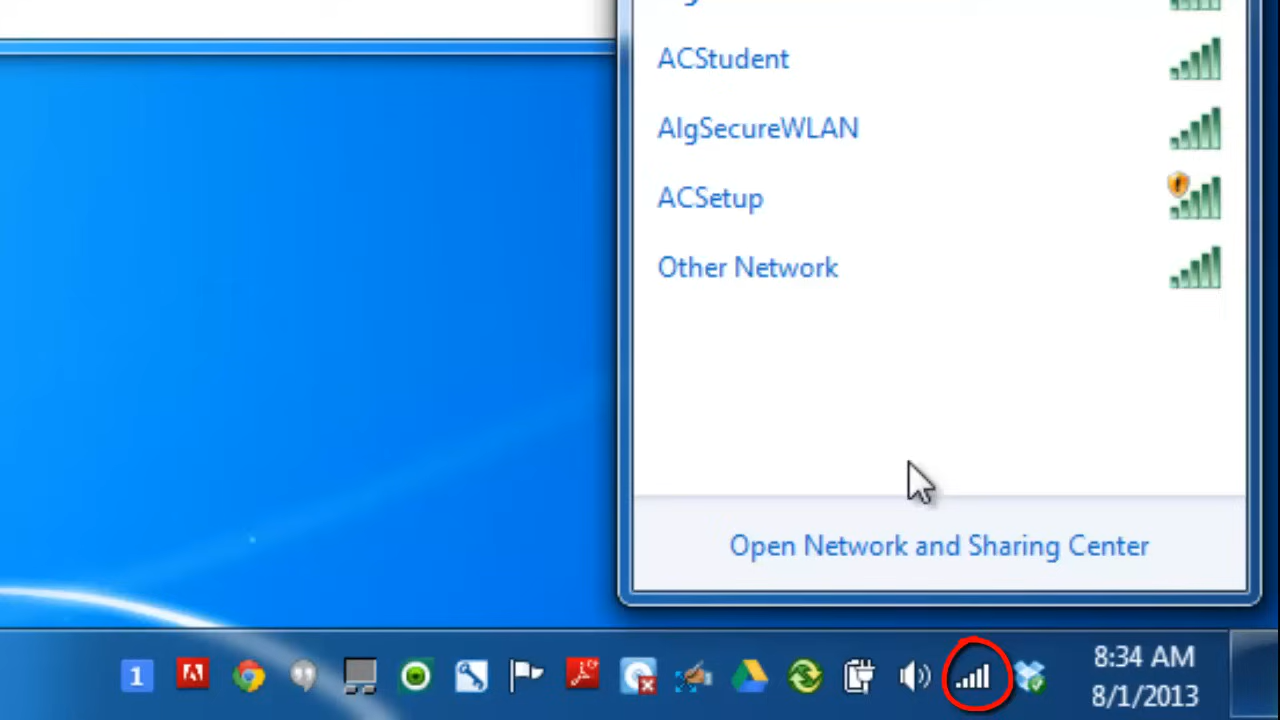 ACStudent
AlgSecureWLAN
ACSetup
Other Network
Open Network and Sharing Center
1
8:34 AM
8/1/2013